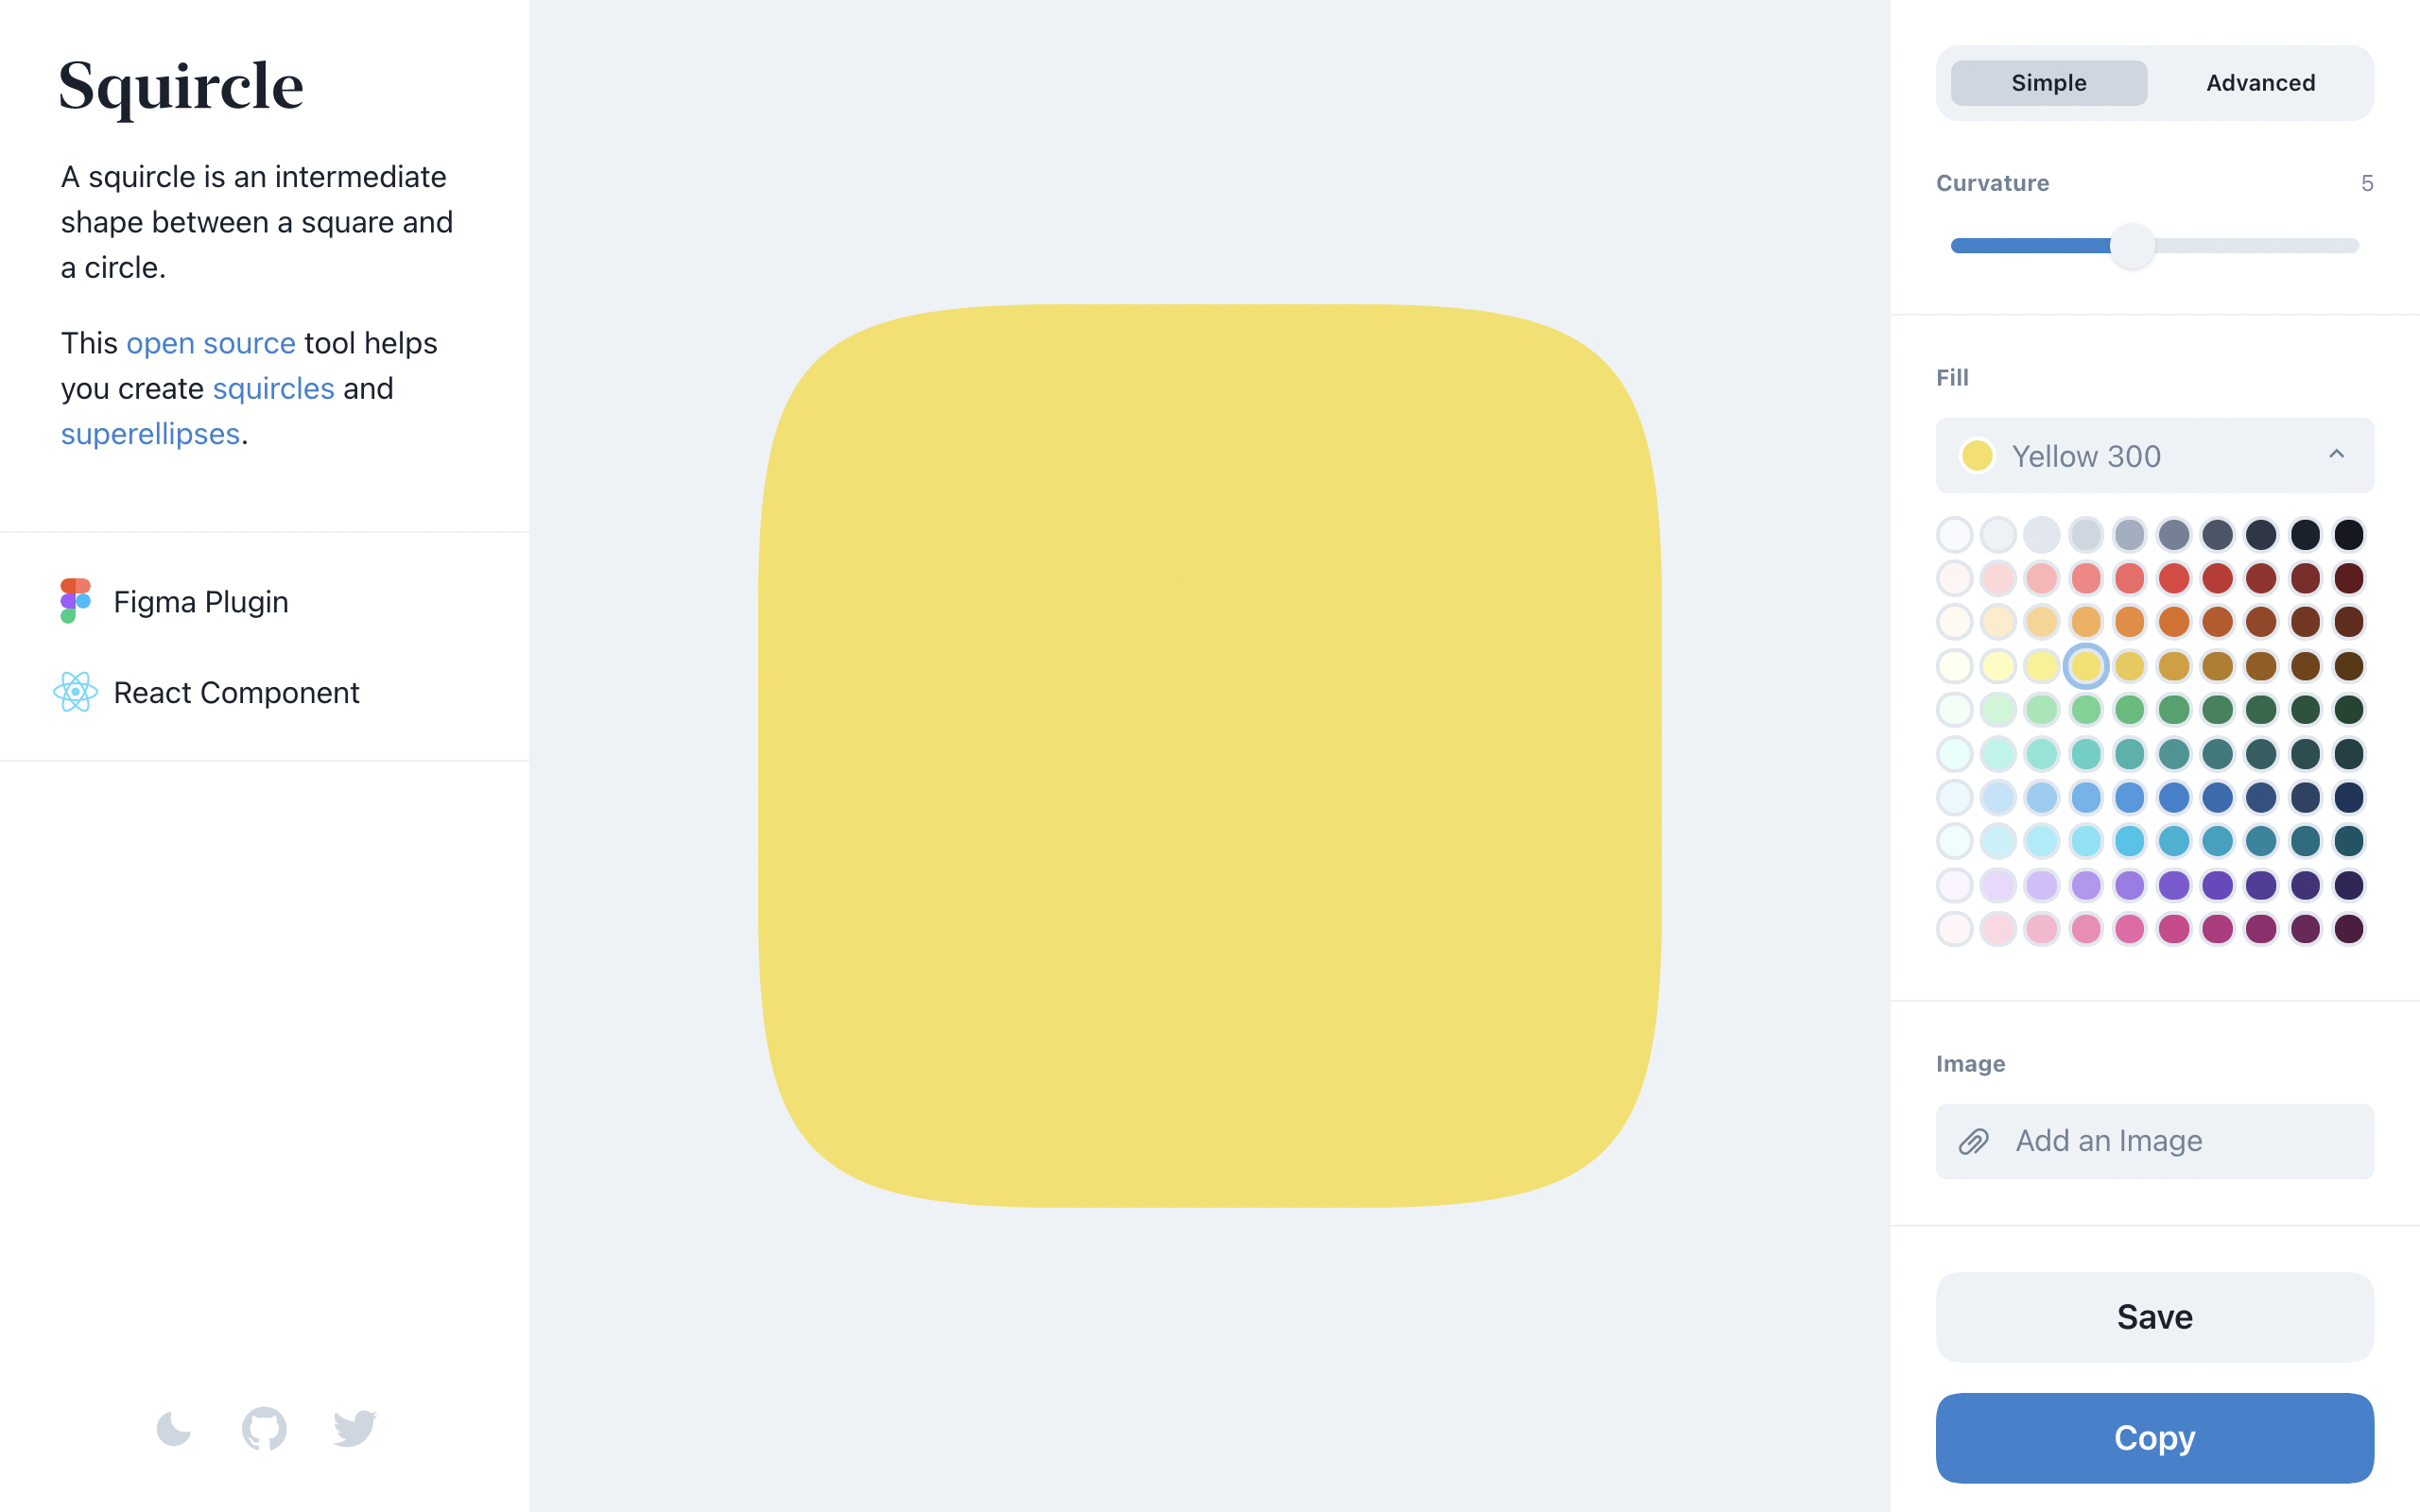 Squircle
A squircle is an intermediate
shape between a square and
a circle.
This open source tool helps
you create squircles and
superellipses.
Figma Plugin
React Component
Simple
Advanced
Curvature
5
Fill
Yellow 300
Image
Add an Image
Save
Copy